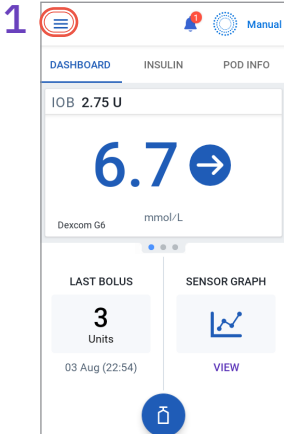 1
1
Manual
DASHBOARD INSULIN POD INFO
IOB 2.75 U
6.7
mmol/L
Dexcom G6
LAST BOLUS SENSOR GRAPH
3
Units
03 Aug (22:54) VIEW